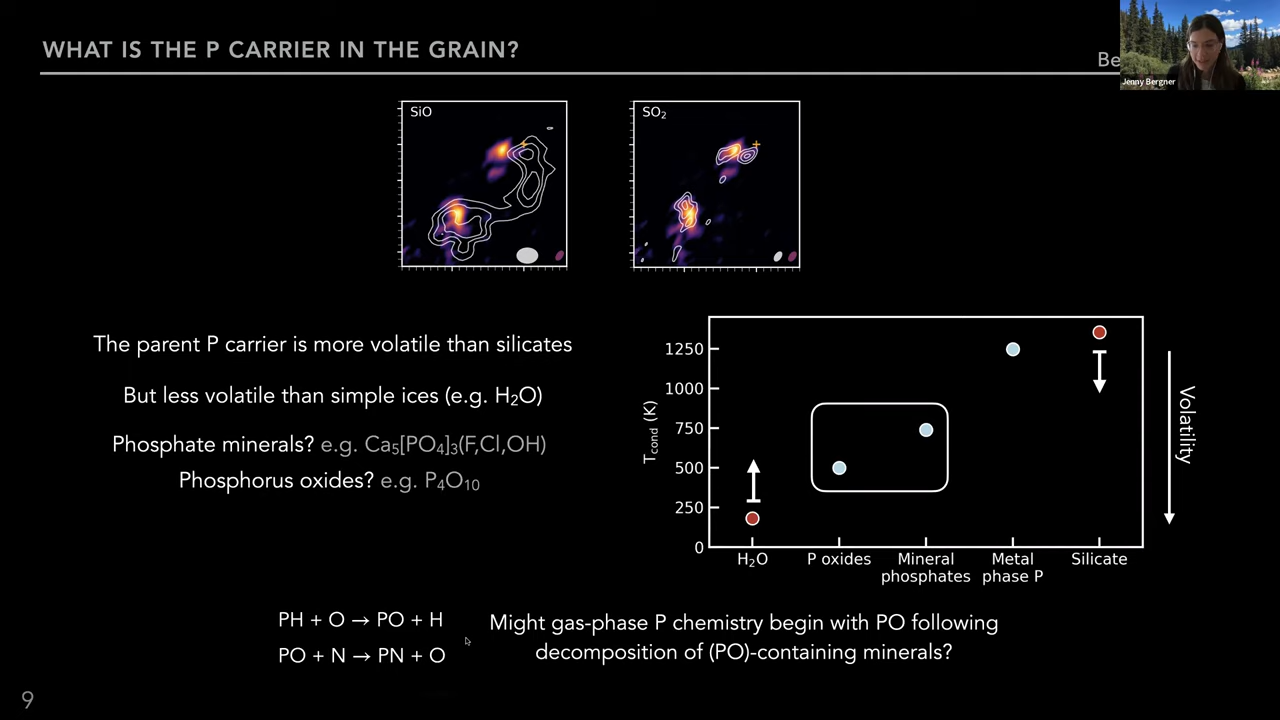 WHAT IS THE P CARRIER IN THE GRAIN?
Be
Jenny Bergner
SiO
SO₂
The parent P carrier is more volatile than silicates
But less volatile than simple ices (e.g. H₂O)
Phosphate minerals? e.g. Ca₅[PO₄]₃(F,Cl,OH)
Phosphorus oxides? e.g. P₄O₁₀
T_cond (K)
1250
1000
750
500
250
0
H₂O
P oxides
Mineral
phosphates
Metal
phase P
Silicate
Volatility
PH + O → PO + H
PO + N → PN + O
Might gas-phase P chemistry begin with PO following
decomposition of (PO)-containing minerals?
9